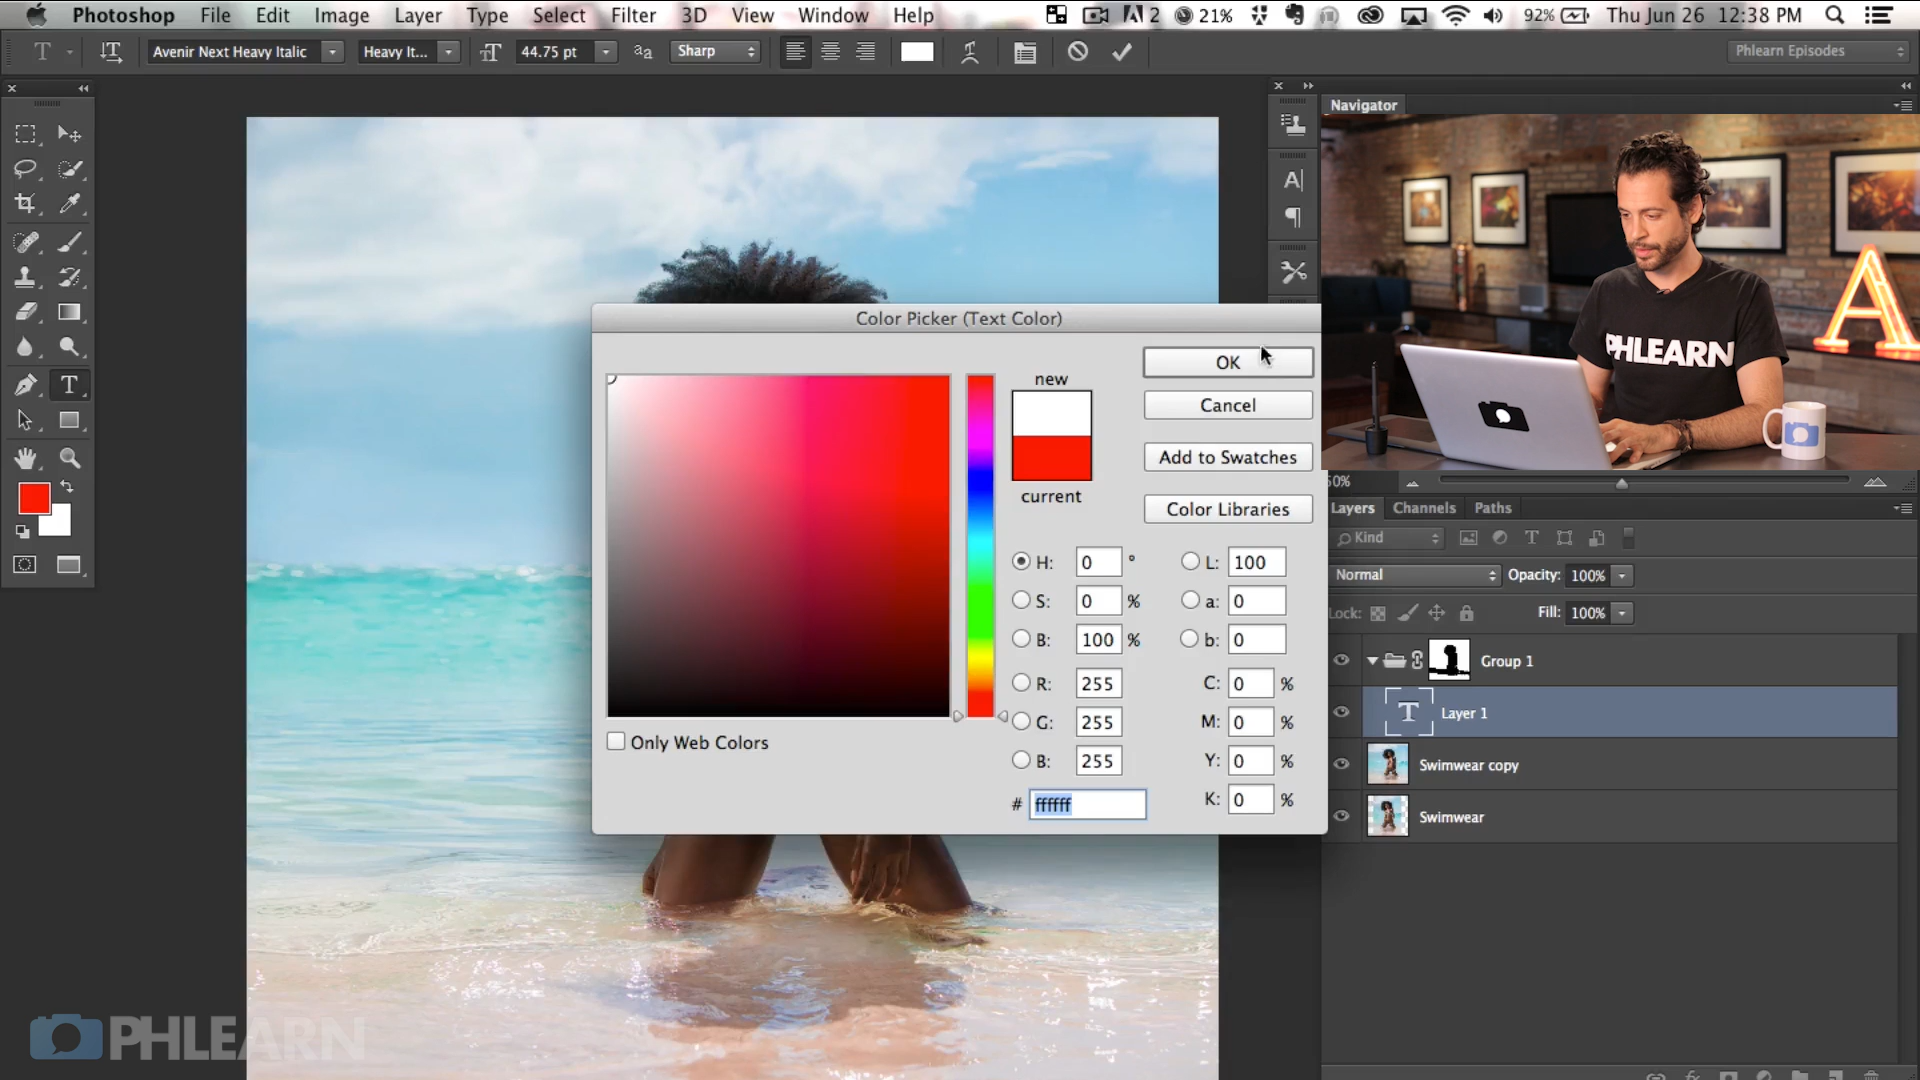 Photoshop File Edit Image Layer Type Select Filter 3D View Window Help 2 21% 92% Thu Jun 26 12:38 PM
T Avenir Next Heavy Italic Heavy It... 44.75 pt aa Sharp Phlearn Episodes
Navigator
A
PHLEARN
Color Picker (Text Color)
OK
new
Cancel
Add to Swatches
current
Color Libraries
H: 0 ° L: 100
S: 0 % a: 0
B: 100 % b: 0
R: 255 C: 0 %
G: 255 M: 0 %
Only Web Colors
B: 255 Y: 0 %
# ffffff K: 0 %
Layers Channels Paths
Kind
Normal Opacity: 100%
Lock: Fill: 100%
Group 1
T Layer 1
Swimwear copy
Swimwear
PHLEARN